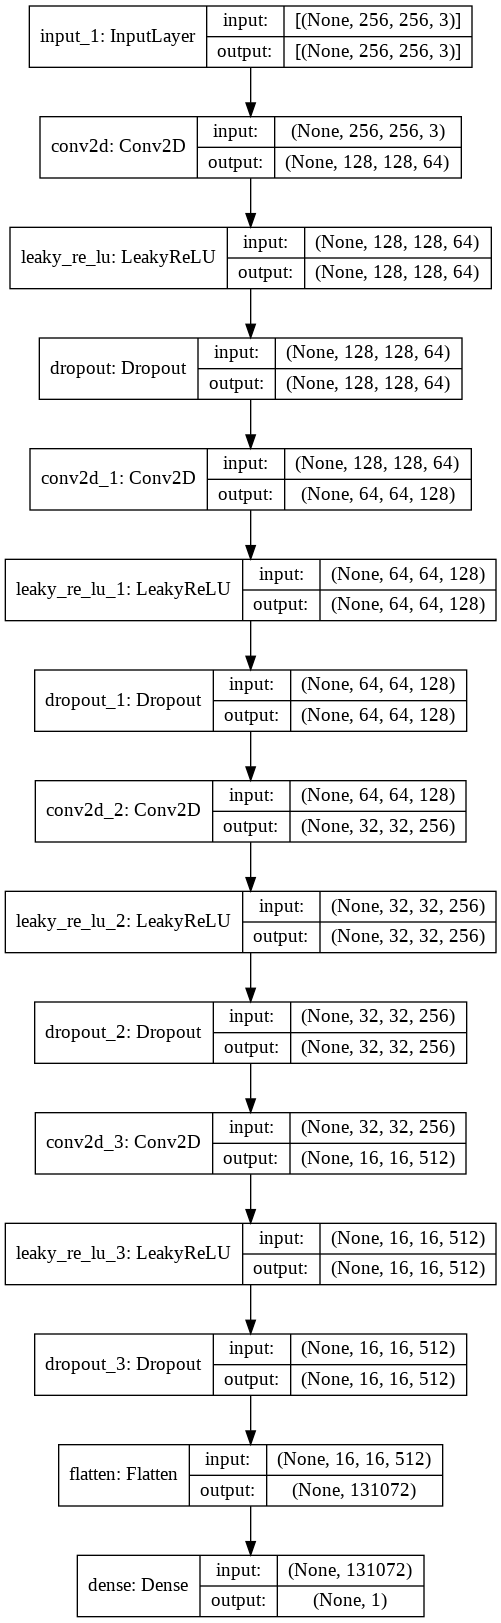 input_1: InputLayer
input: [(None, 256, 256, 3)]
output: [(None, 256, 256, 3)]
conv2d: Conv2D
input: (None, 256, 256, 3)
output: (None, 128, 128, 64)
leaky_re_lu: LeakyReLU
input: (None, 128, 128, 64)
output: (None, 128, 128, 64)
dropout: Dropout
input: (None, 128, 128, 64)
output: (None, 128, 128, 64)
conv2d_1: Conv2D
input: (None, 128, 128, 64)
output: (None, 64, 64, 128)
leaky_re_lu_1: LeakyReLU
input: (None, 64, 64, 128)
output: (None, 64, 64, 128)
dropout_1: Dropout
input: (None, 64, 64, 128)
output: (None, 64, 64, 128)
conv2d_2: Conv2D
input: (None, 64, 64, 128)
output: (None, 32, 32, 256)
leaky_re_lu_2: LeakyReLU
input: (None, 32, 32, 256)
output: (None, 32, 32, 256)
dropout_2: Dropout
input: (None, 32, 32, 256)
output: (None, 32, 32, 256)
conv2d_3: Conv2D
input: (None, 32, 32, 256)
output: (None, 16, 16, 512)
leaky_re_lu_3: LeakyReLU
input: (None, 16, 16, 512)
output: (None, 16, 16, 512)
dropout_3: Dropout
input: (None, 16, 16, 512)
output: (None, 16, 16, 512)
flatten: Flatten
input: (None, 16, 16, 512)
output: (None, 131072)
dense: Dense
input: (None, 131072)
output: (None, 1)